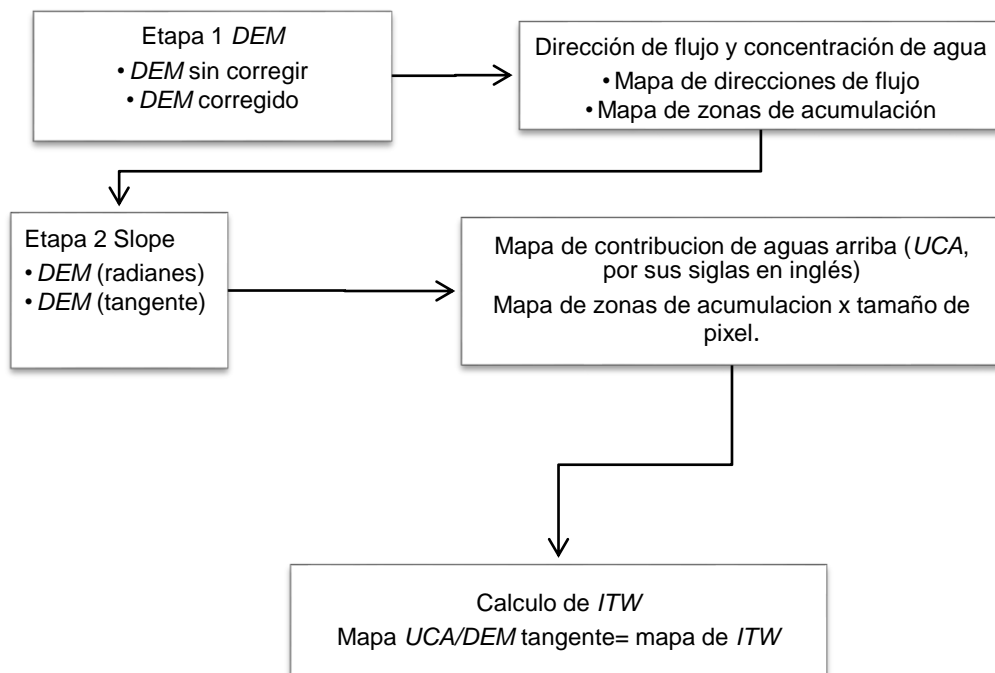 Etapa 1 DEM
• DEM sin corregir
• DEM corregido
Dirección de flujo y concentración de agua
• Mapa de direcciones de flujo
• Mapa de zonas de acumulación
Etapa 2 Slope
• DEM (radianes)
• DEM (tangente)
Mapa de contribucion de aguas arriba (UCA,
por sus siglas en inglés)
Mapa de zonas de acumulacion x tamaño de
pixel.
Calculo de ITW
Mapa UCA/DEM tangente= mapa de ITW